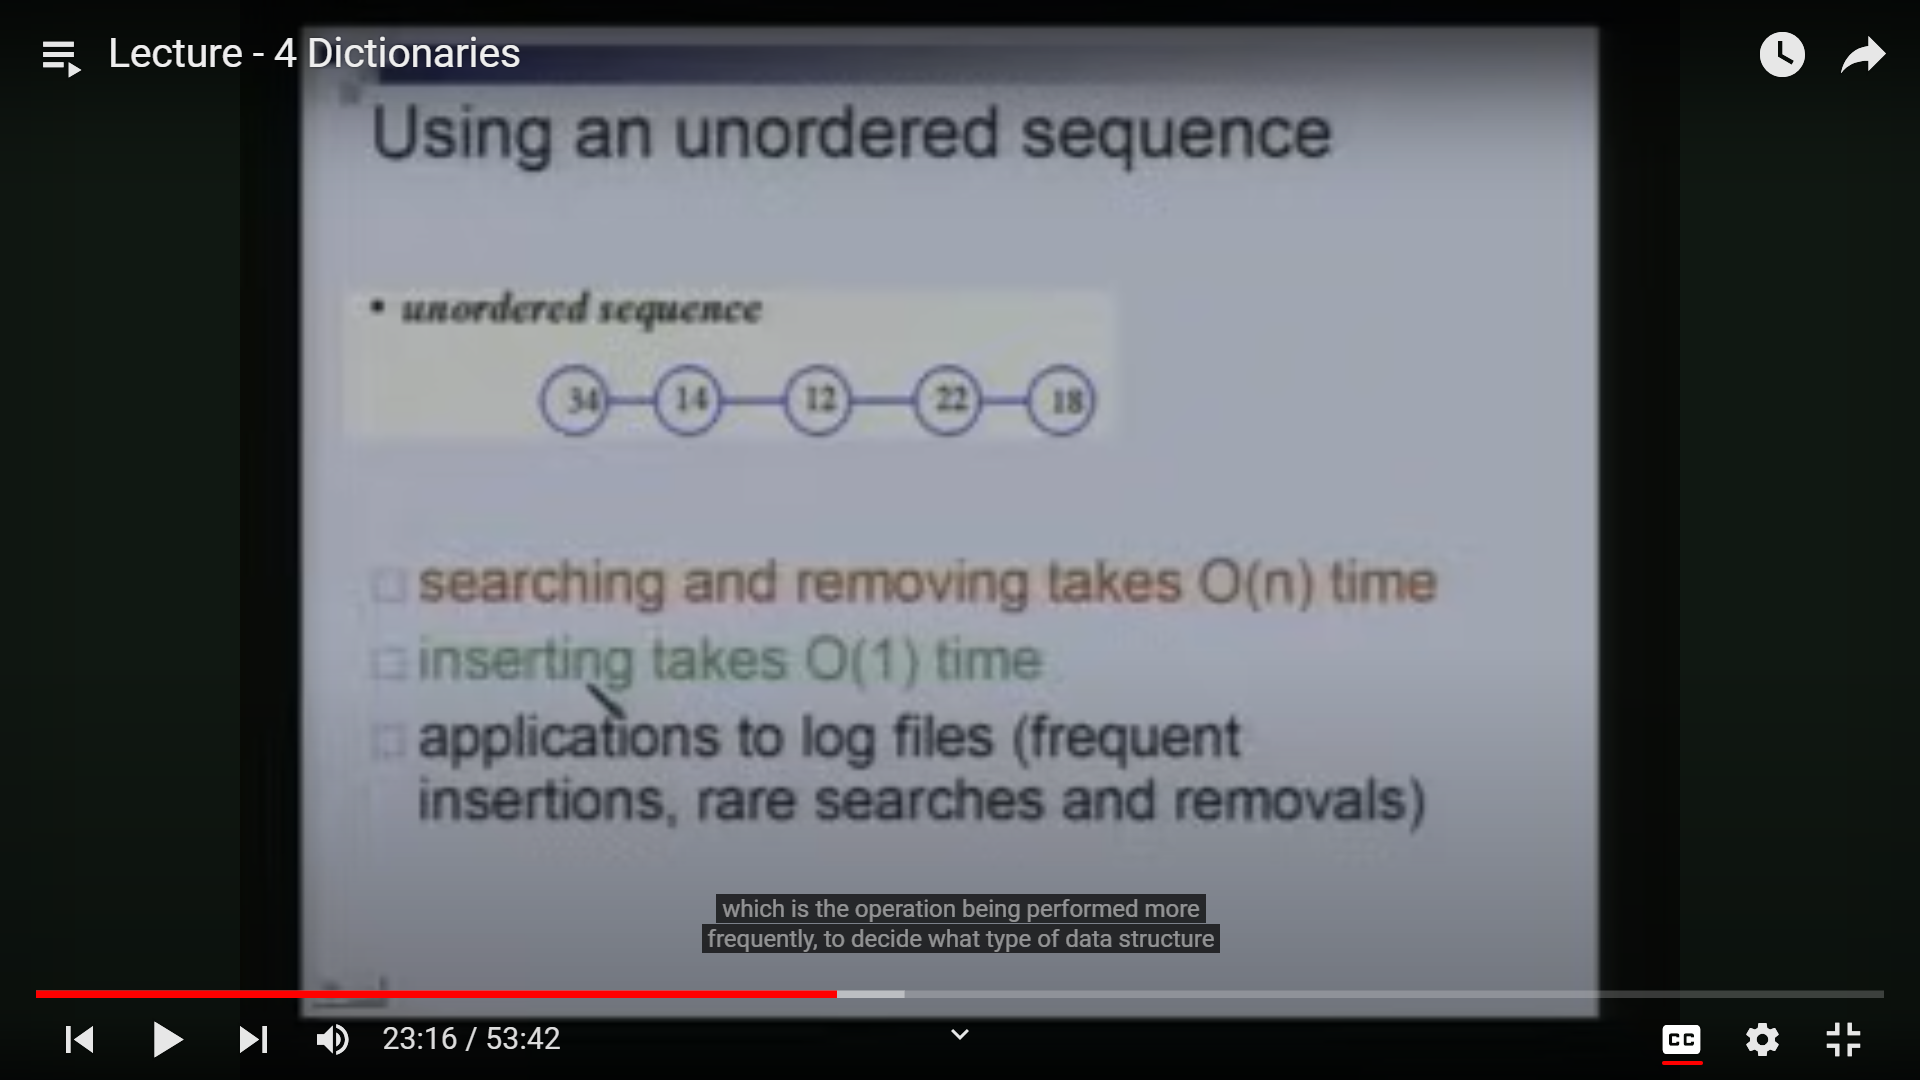 Lecture - 4 Dictionaries
Using an unordered sequence
• unordered sequence
34 14 12 22 18
searching and removing takes O(n) time
inserting takes O(1) time
applications to log files (frequent
insertions, rare searches and removals)
which is the operation being performed more
frequently, to decide what type of data structure
23:16 / 53:42
CC